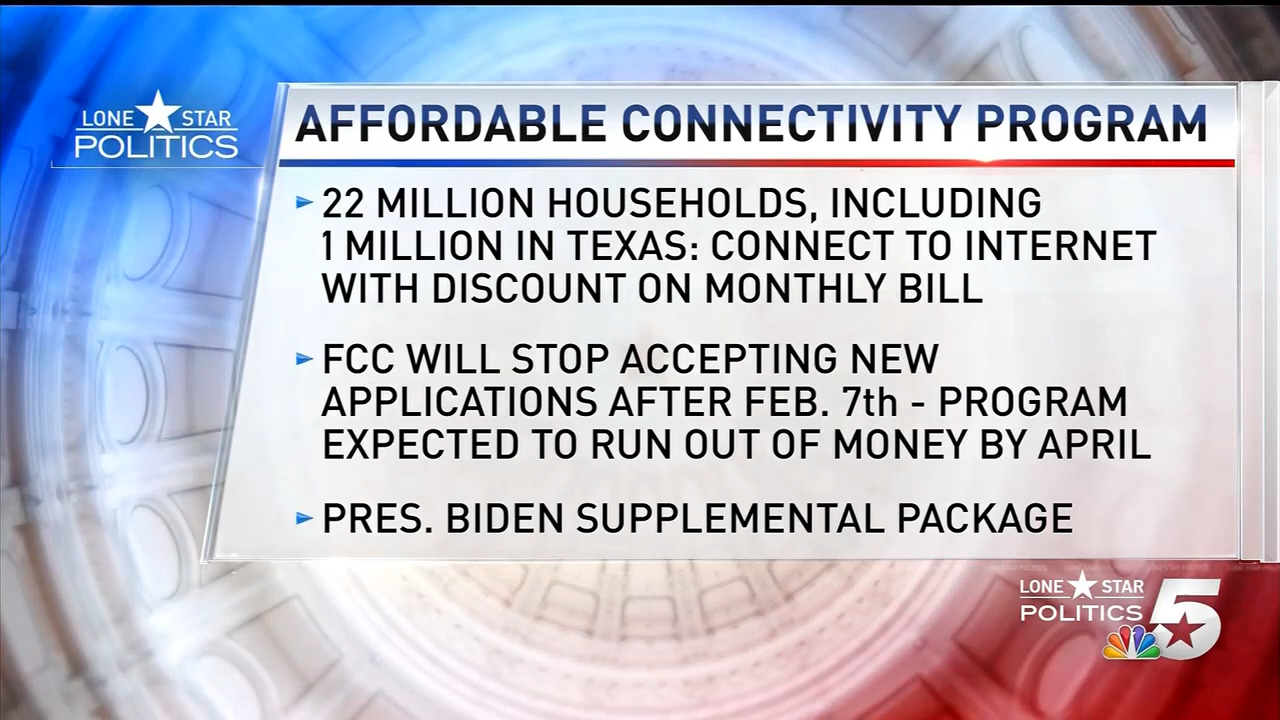 LONE STAR
POLITICS
AFFORDABLE CONNECTIVITY PROGRAM
22 MILLION HOUSEHOLDS, INCLUDING
1 MILLION IN TEXAS: CONNECT TO INTERNET
WITH DISCOUNT ON MONTHLY BILL
FCC WILL STOP ACCEPTING NEW
APPLICATIONS AFTER FEB. 7th - PROGRAM
EXPECTED TO RUN OUT OF MONEY BY APRIL
PRES. BIDEN SUPPLEMENTAL PACKAGE
LONE STAR
POLITICS
5